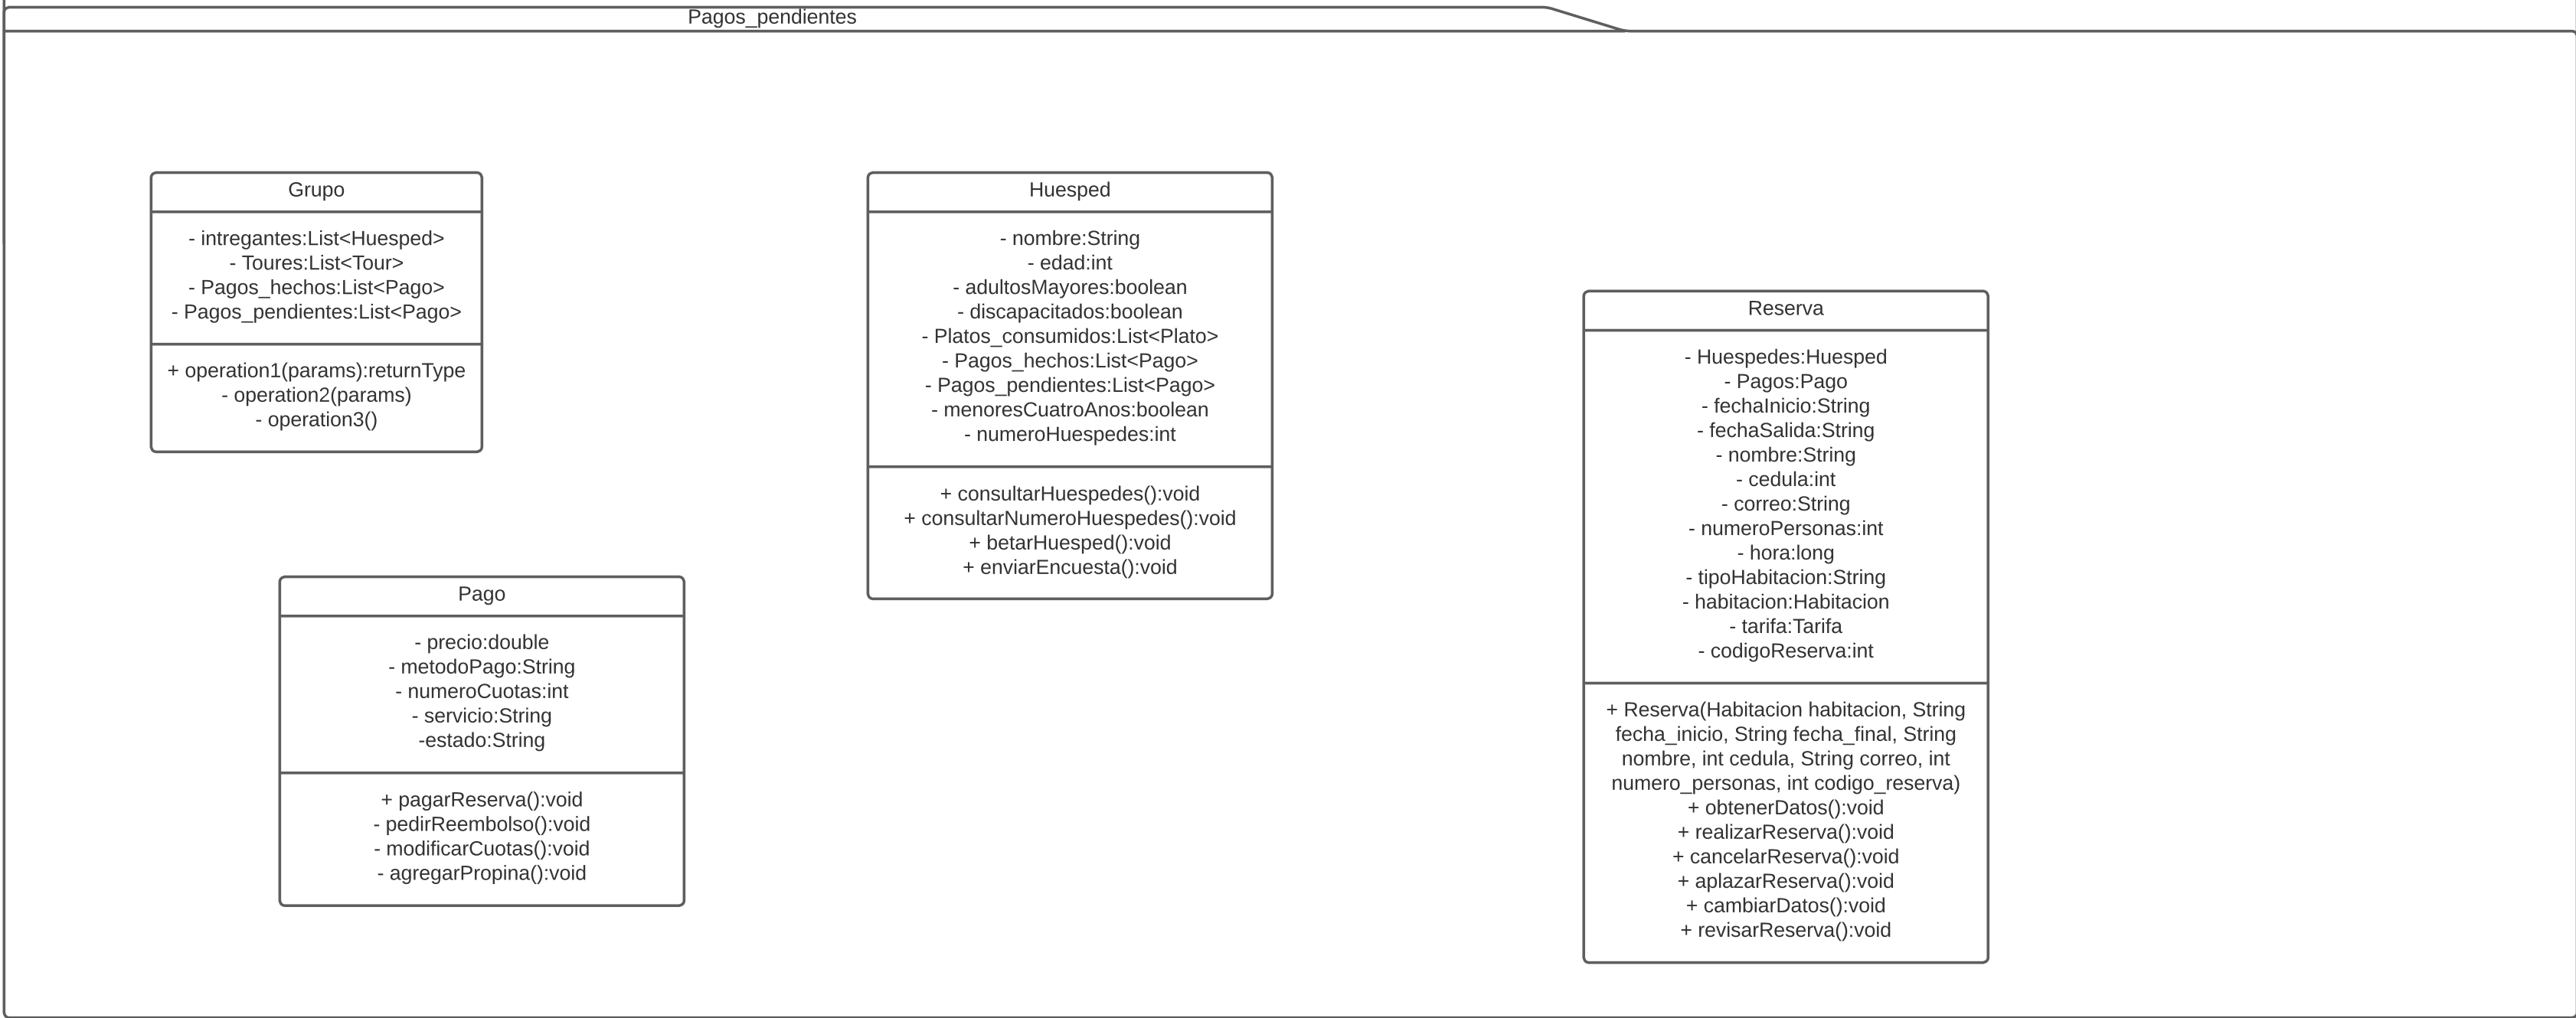 Pagos_pendientes
Grupo
- intregantes:List<Huesped>
- Toures:List<Tour>
- Pagos_hechos:List<Pago>
- Pagos_pendientes:List<Pago>
+ operation1(params):returnType
- operation2(params)
- operation3()
Huesped
- nombre:String
- edad:int
- adultosMayores:boolean
- discapacitados:boolean
- Platos_consumidos:List<Plato>
- Pagos_hechos:List<Pago>
- Pagos_pendientes:List<Pago>
- menoresCuatroAnos:boolean
- numeroHuespedes:int
+ consultarHuespedes():void
+ consultarNumeroHuespedes():void
+ betarHuesped():void
+ enviarEncuesta():void
Reserva
- Huespedes:Huesped
- Pagos:Pago
- fechaInicio:String
- fechaSalida:String
- nombre:String
- cedula:int
- correo:String
- numeroPersonas:int
- hora:long
- tipoHabitacion:String
- habitacion:Habitacion
- tarifa:Tarifa
- codigoReserva:int
+ Reserva(Habitacion habitacion, String
fecha_inicio, String fecha_final, String
nombre, int cedula, String correo, int
numero_personas, int codigo_reserva)
+ obtenerDatos():void
+ realizarReserva():void
+ cancelarReserva():void
+ aplazarReserva():void
+ cambiarDatos():void
+ revisarReserva():void
Pago
- precio:double
- metodoPago:String
- numeroCuotas:int
- servicio:String
-estado:String
+ pagarReserva():void
- pedirReembolso():void
- modificarCuotas():void
- agregarPropina():void